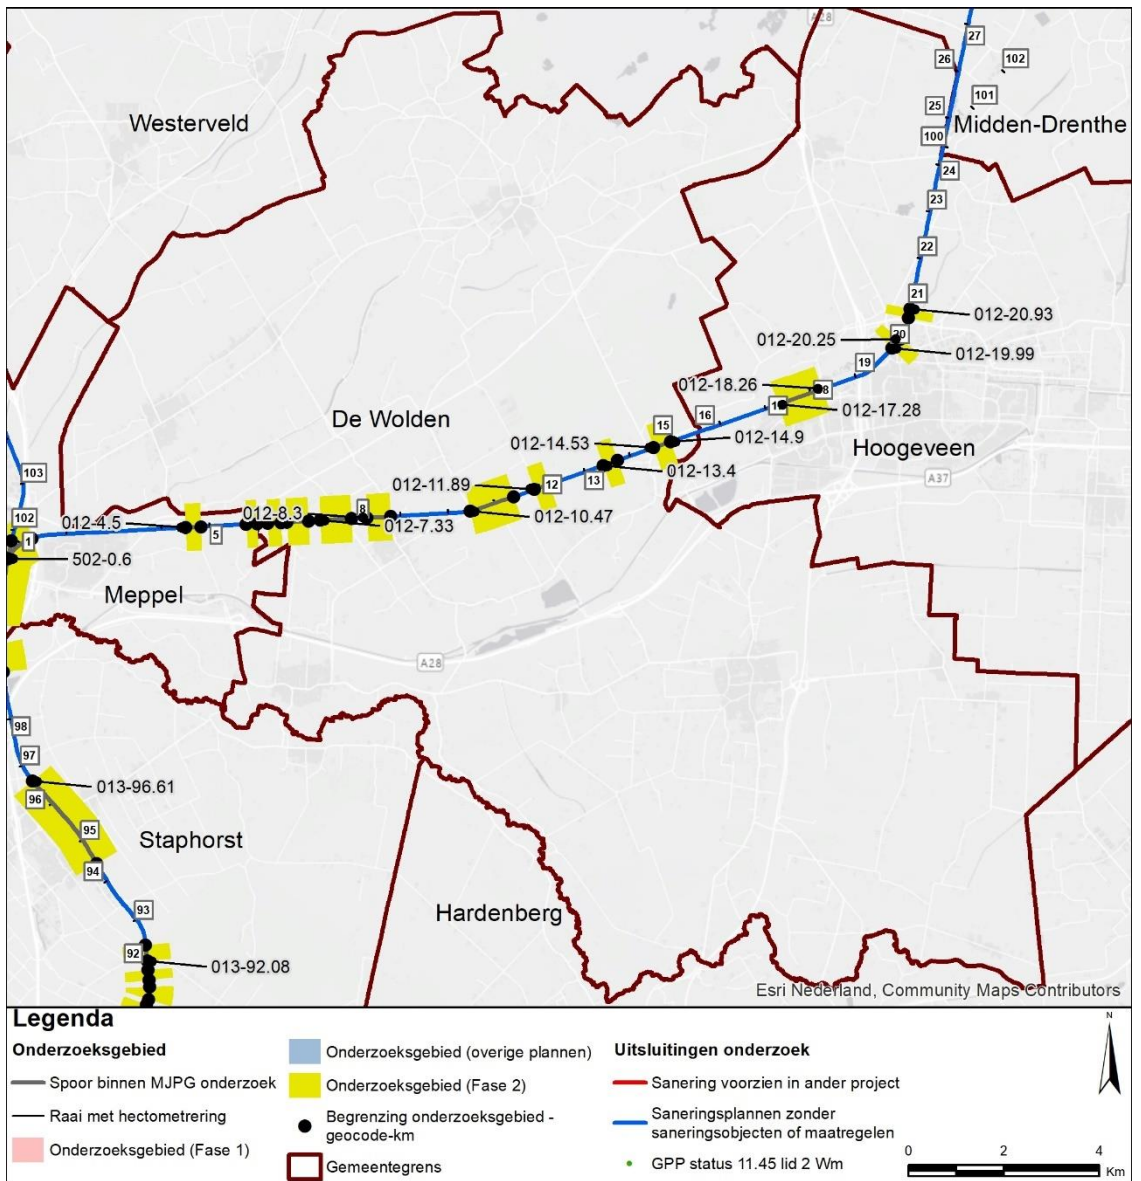 A28
27
26
102
101
25
Westerveld
Midden-Drenthe
100
24
23
22
21
012-20.93
20
012-20.25
012-19.99
19
012-18.26
8
1
012-17.28
De Wolden
16
15
012-14.53
012-14.9
Hoogeveen
13
012-13.4
A37
103
12
012-11.89
012-8.3
8
102
012-4.5
5
012-7.33
012-10.47
1
502-0.6
Meppel
A28
98
97
013-96.61
96
95
Staphorst
94
93
Hardenberg
92
013-92.08
Esri Nederland, Community Maps Contributors
Legenda
Onderzoeksgebied
Spoor binnen MJPG onderzoek
Raai met hectometrering
Onderzoeksgebied (Fase 1)
Onderzoeksgebied (overige plannen)
Onderzoeksgebied (Fase 2)
Begrenzing onderzoeksgebied -
geocode-km
Gemeentegrens
Uitsluitingen onderzoek
Sanering voorzien in ander project
Saneringsplannen zonder
saneringsobjecten of maatregelen
GPP status 11.45 lid 2 Wm
N
0 2 4
Km